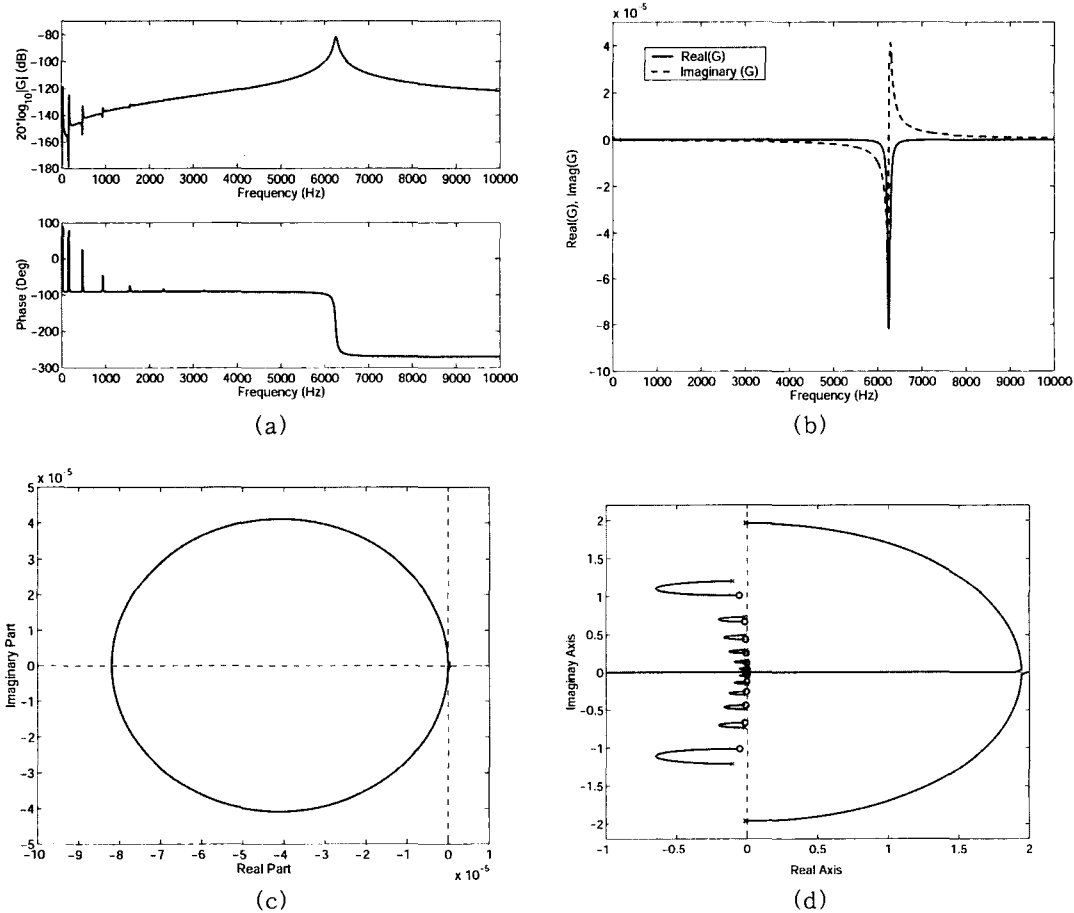 -80
-100
-120
-140
-160
-180
20*log10|G| (dB)
0 1000 2000 3000 4000 5000 6000 7000 8000 9000 10000
Frequency (Hz)
100
0
-100
-200
-300
Phase (Deg)
0 1000 2000 3000 4000 5000 6000 7000 8000 9000 10000
Frequency (Hz)
(a)
x 10-5
4
2
0
-2
-4
-6
-8
-10
Real(G), Imag(G)
Real(G)
Imaginary (G)
0 1000 2000 3000 4000 5000 6000 7000 8000 9000 10000
Frequency (Hz)
(b)
x 10-5
5
4
3
2
1
0
-1
-2
-3
-4
-5
Imaginary Part
-10 -9 -8 -7 -6 -5 -4 -3 -2 -1 0 1
Real Part
x 10-5
(c)
2
1.5
1
0.5
0
-0.5
-1
-1.5
-2
Imaginay Axis
-1 -0.5 0 0.5 1 1.5 2
Real Axis
(d)